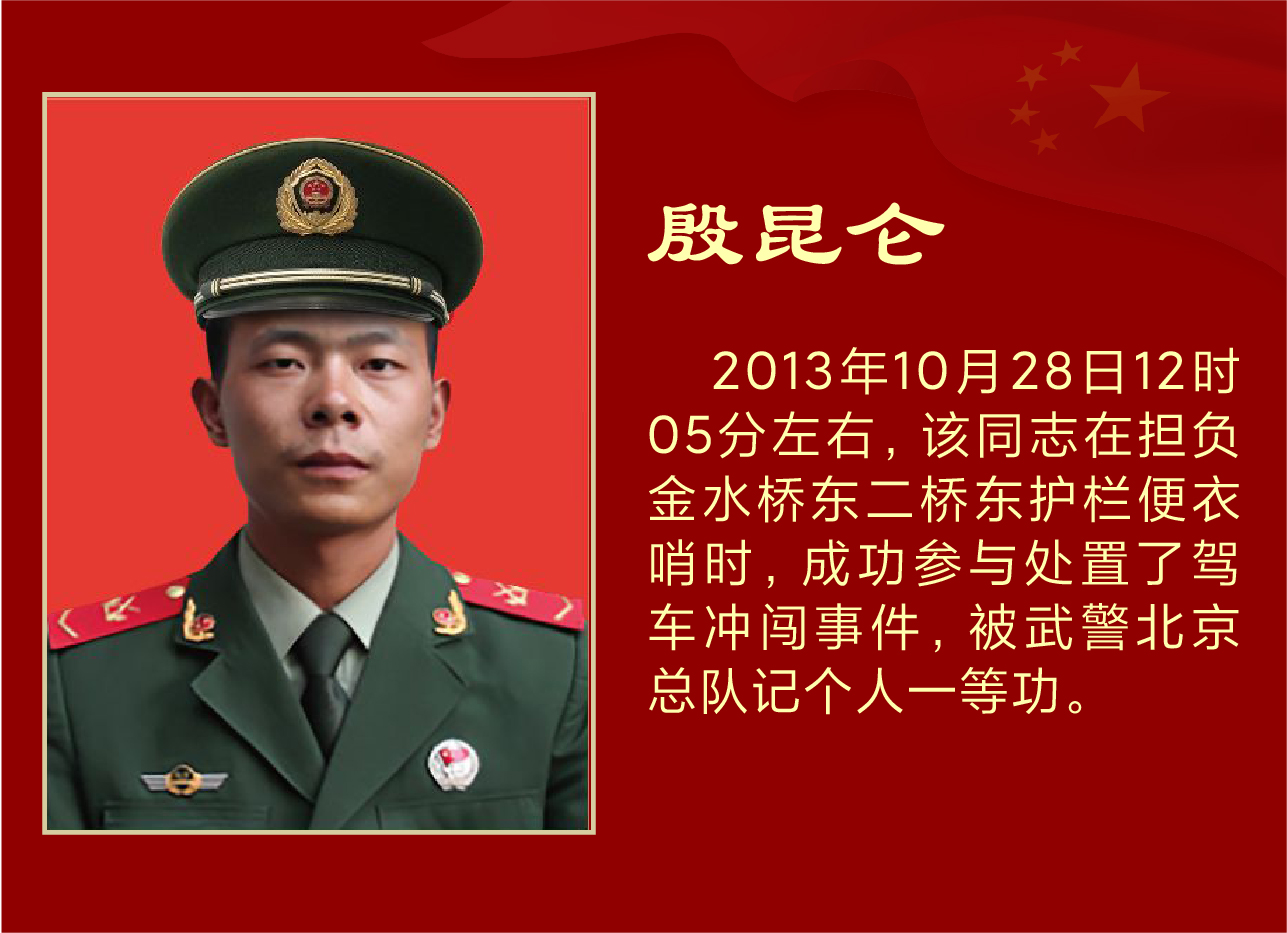 殷昆仑
2013年10月28日12时
05分左右，该同志在担负
金水桥东二桥东护栏便衣
哨时，成功参与处置了驾
车冲闯事件，被武警北京
总队记个人一等功。